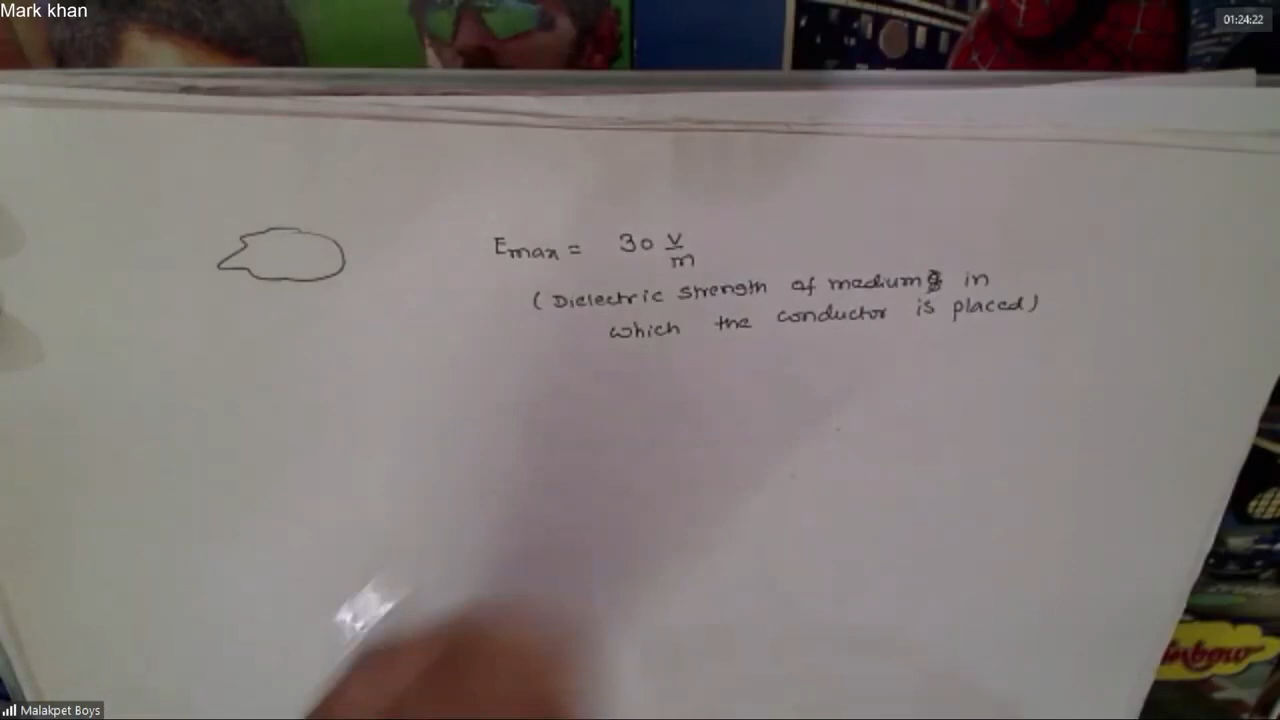 Mark khan
01:24:22
Emax = 30 V/m
(Dielectric strength of medium in
which the conductor is placed)
inbow
Malakpet Boys